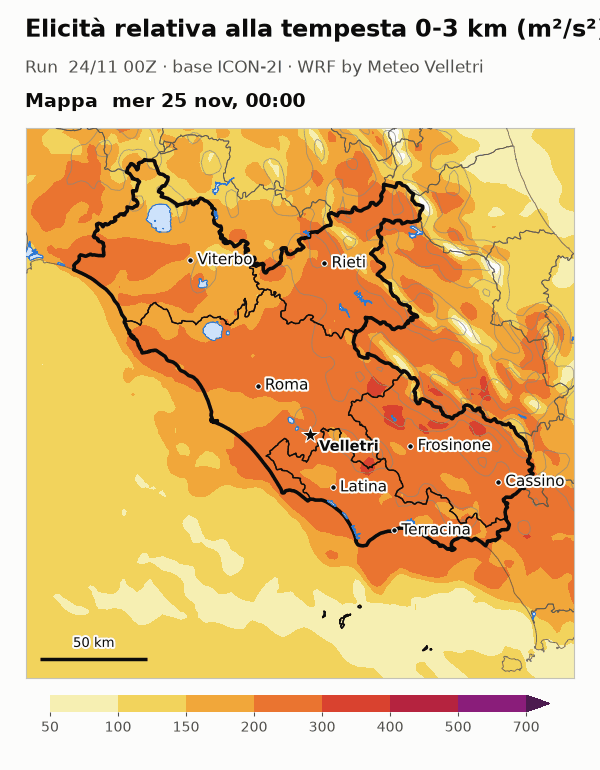 Elicità relativa alla tempesta 0-3 km (m²/s²)
Run 24/11 00Z · base ICON-2I · WRF by Meteo Velletri
Mappa mer 25 nov, 00:00
Viterbo
Rieti
Roma
Velletri
Frosinone
Cassino
Latina
Terracina
50 km
50 100 150 200 300 400 500 700